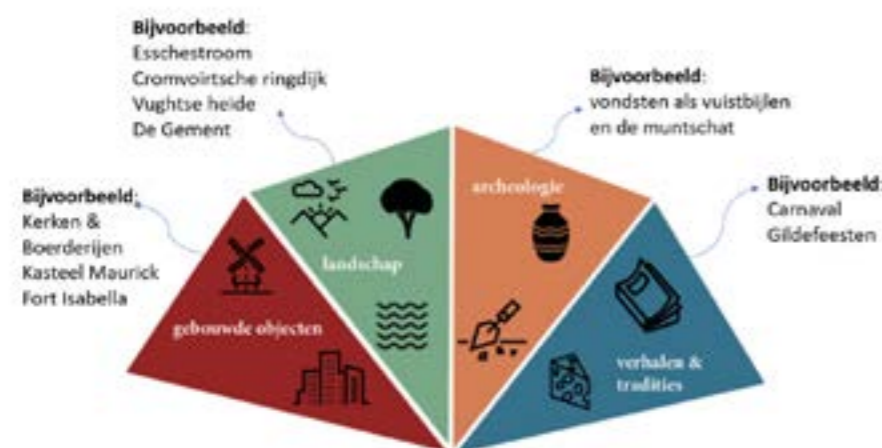 Bijvoorbeeld:
Esschestroom
Cromvoirtsche ringdijk
Vughtse heide
De Gement
Bijvoorbeeld:
vondsten als vuistbijlen
en de muntschat
Bijvoorbeeld:
Kerken &
Boerderijen
Kasteel Maurick
Fort Isabella
Bijvoorbeeld:
Carnaval
Gildefeesten
gebouwde objecten
landschap
archeologie
verhalen &
tradities